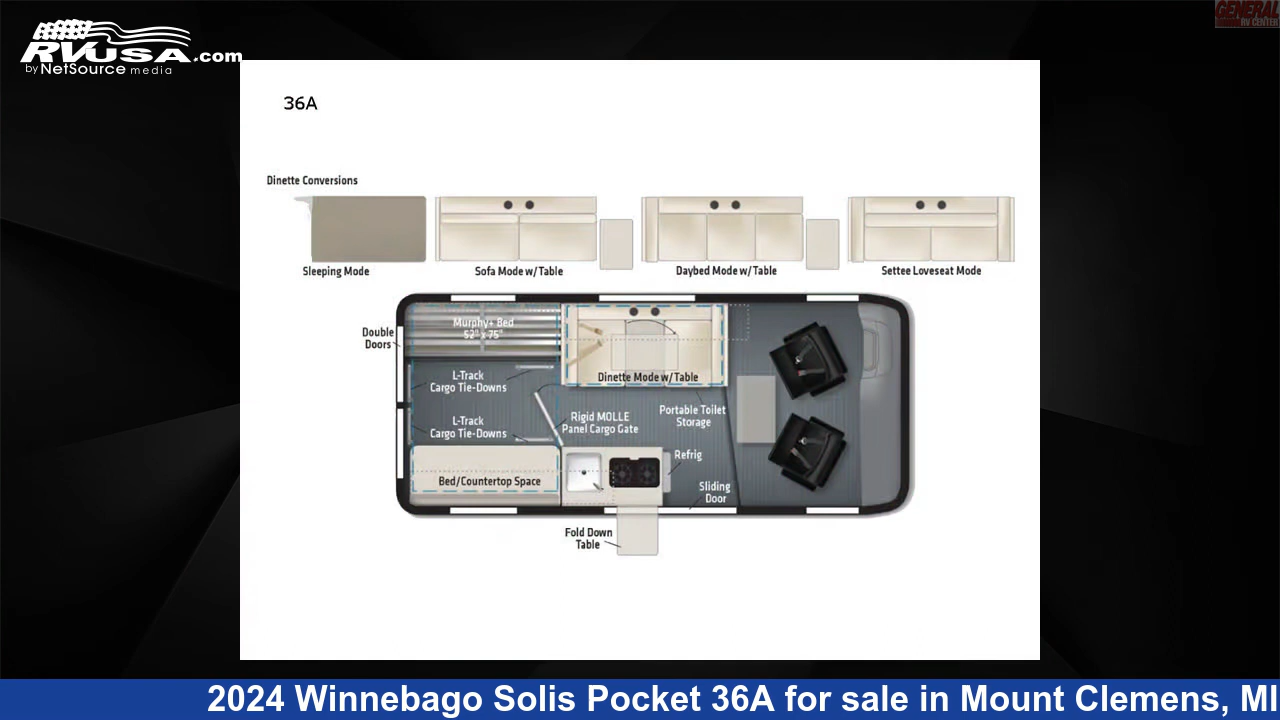 RVUSA.com
by NetSource media
GENERAL
RV CENTER
36A
Dinette Conversions
Sleeping Mode
Sofa Mode w/Table
Daybed Mode w/Table
Settee Loveseat Mode
Double
Doors
Murphy+ Bed
52" x 75"
Dinette Mode w/Table
L-Track
Cargo Tie-Downs
L-Track
Cargo Tie-Downs
Rigid MOLLE
Panel Cargo Gate
Portable Toilet
Storage
Refrig
Bed/Countertop Space
Sliding
Door
Fold Down
Table
2024 Winnebago Solis Pocket 36A for sale in Mount Clemens, MI